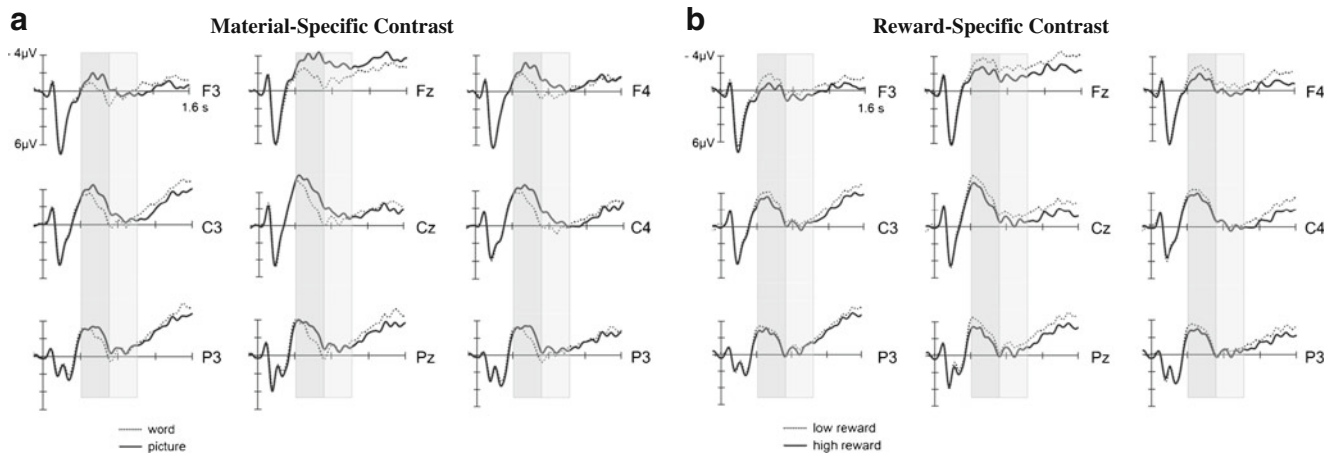 a
Material-Specific Contrast
- 4µV
6µV
F3
1.6 s
Fz
F4
C3
Cz
C4
P3
Pz
P3
word
picture
b
Reward-Specific Contrast
- 4µV
6µV
F3
1.6 s
Fz
F4
C3
Cz
C4
P3
Pz
P3
low reward
high reward